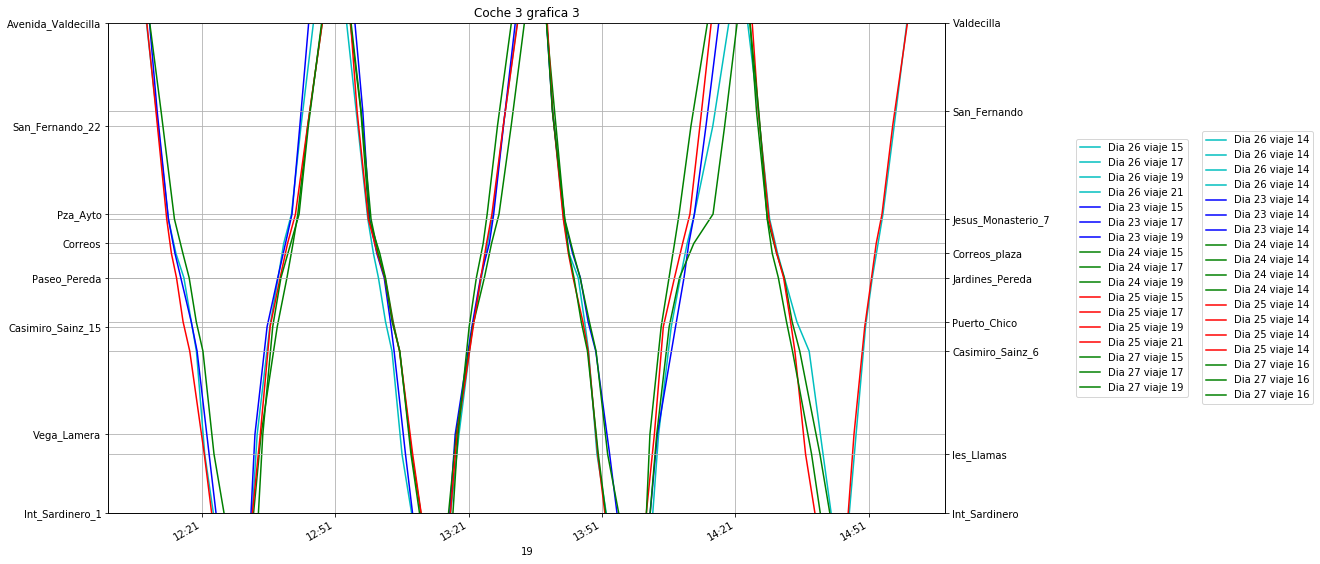 Coche 3 grafica 3
Avenida_Valdecilla
San_Fernando_22
Pza_Ayto
Correos
Paseo_Pereda
Casimiro_Sainz_15
Vega_Lamera
Int_Sardinero_1
Valdecilla
San_Fernando
Jesus_Monasterio_7
Correos_plaza
Jardines_Pereda
Puerto_Chico
Casimiro_Sainz_6
Ies_Llamas
Int_Sardinero
12:21
12:51
13:21
13:51
14:21
14:51
19
Dia 26 viaje 15
Dia 26 viaje 17
Dia 26 viaje 19
Dia 26 viaje 21
Dia 23 viaje 15
Dia 23 viaje 17
Dia 23 viaje 19
Dia 24 viaje 15
Dia 24 viaje 17
Dia 24 viaje 19
Dia 25 viaje 15
Dia 25 viaje 17
Dia 25 viaje 19
Dia 25 viaje 21
Dia 27 viaje 15
Dia 27 viaje 17
Dia 27 viaje 19
Dia 26 viaje 14
Dia 26 viaje 14
Dia 26 viaje 14
Dia 26 viaje 14
Dia 23 viaje 14
Dia 23 viaje 14
Dia 23 viaje 14
Dia 24 viaje 14
Dia 24 viaje 14
Dia 24 viaje 14
Dia 24 viaje 14
Dia 25 viaje 14
Dia 25 viaje 14
Dia 25 viaje 14
Dia 25 viaje 14
Dia 27 viaje 16
Dia 27 viaje 16
Dia 27 viaje 16